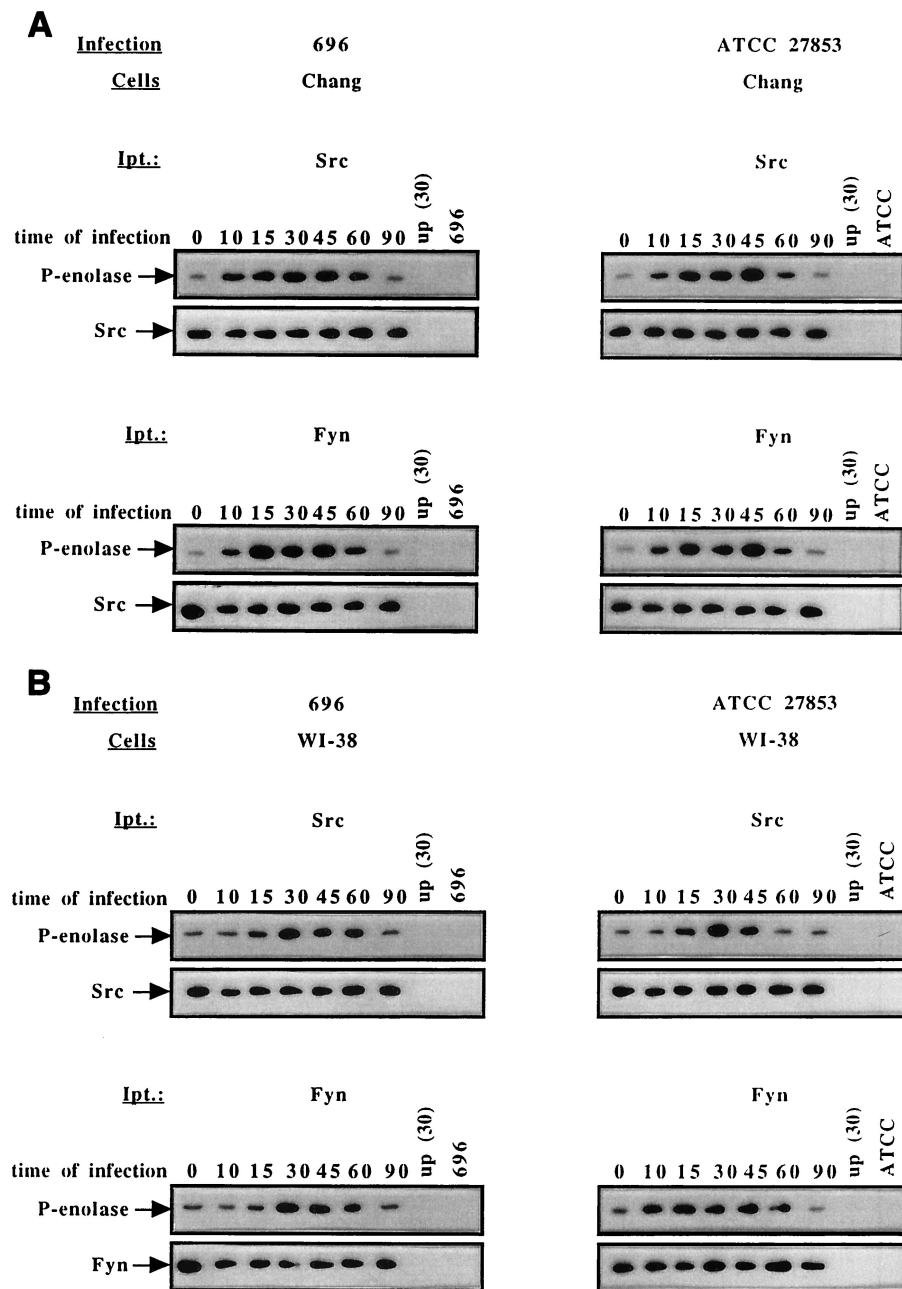 A
Infection 696 ATCC 27853
Cells Chang Chang
Ipt.: Src Src
time of infection 0 10 15 30 45 60 90 up (30) 696 0 10 15 30 45 60 90 up (30) ATCC
P-enolase
Src
Ipt.: Fyn Fyn
time of infection 0 10 15 30 45 60 90 up (30) 696 0 10 15 30 45 60 90 up (30) ATCC
P-enolase
Src
B
Infection 696 ATCC 27853
Cells WI-38 WI-38
Ipt.: Src Src
time of infection 0 10 15 30 45 60 90 up (30) 696 0 10 15 30 45 60 90 up (30) ATCC
P-enolase
Src
Ipt.: Fyn Fyn
time of infection 0 10 15 30 45 60 90 up (30) 696 0 10 15 30 45 60 90 up (30) ATCC
P-enolase
Fyn